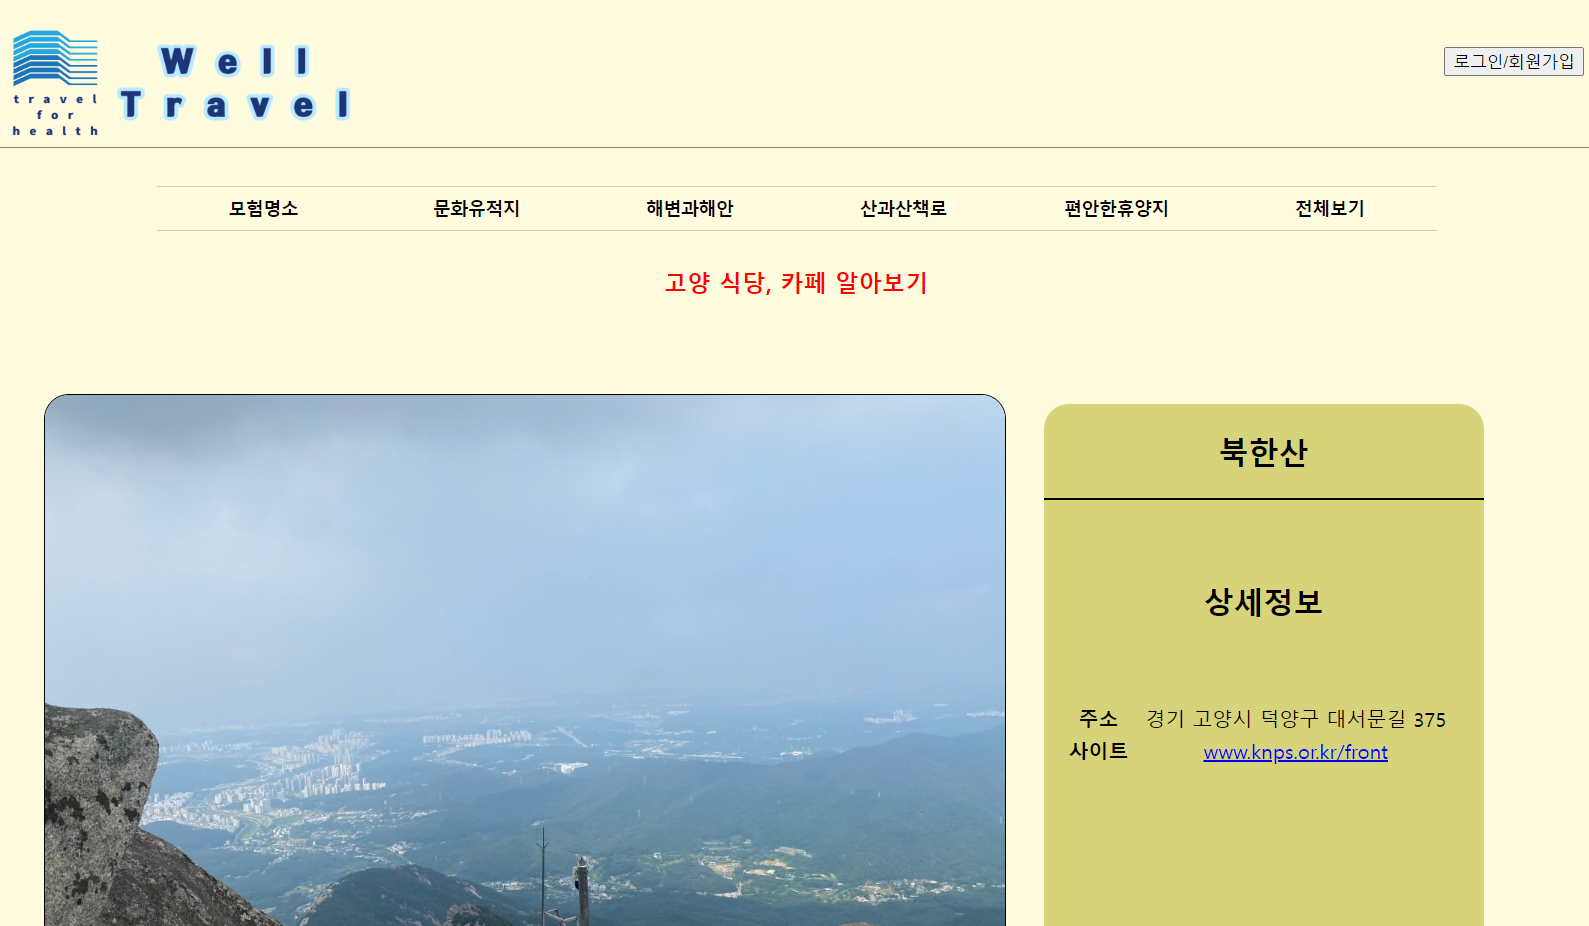 travel
for
health
Well
Travel
로그인/회원가입
모험명소 문화유적지 해변과해안 산과산책로 편안한휴양지 전체보기
고양 식당, 카페 알아보기
북한산
상세정보
주소 경기 고양시 덕양구 대서문길 375
사이트 www.knps.or.kr/front